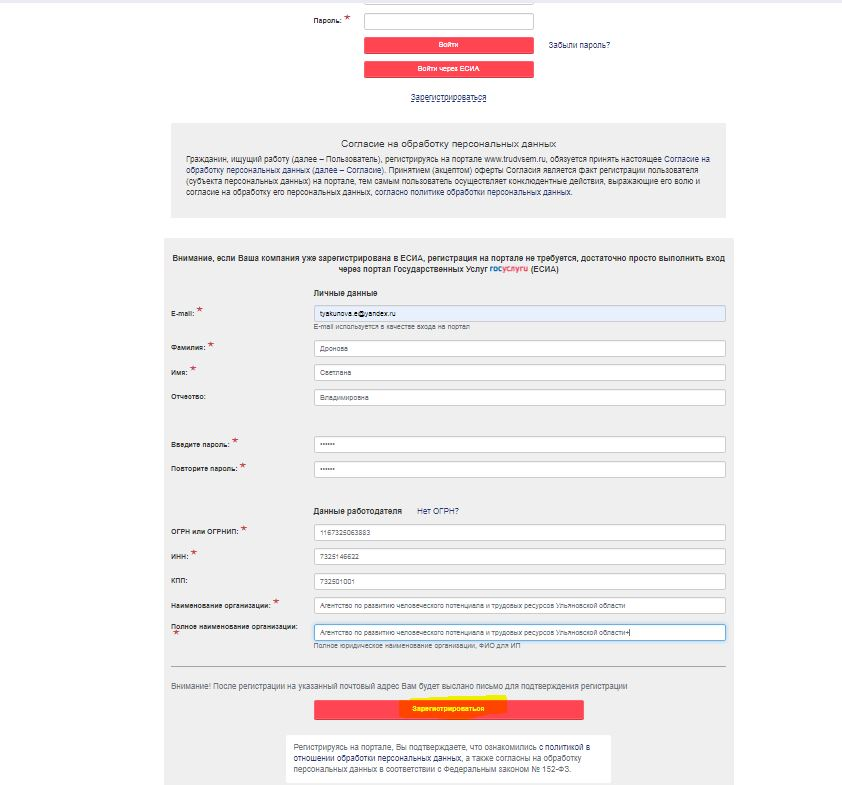 Пароль: *
Войти
Забыли пароль?
Войти через ЕСИА
Зарегистрироваться
Согласие на обработку персональных данных
Гражданин, ищущий работу (далее – Пользователь), регистрируясь на портале www.trudvsem.ru, обязуется принять настоящее Согласие на
обработку персональных данных (далее – Согласие). Принятием (акцептом) оферты Согласия является факт регистрации пользователя
(субъекта персональных данных) на портале, тем самым пользователь осуществляет конклюдентные действия, выражающие его волю и
согласие на обработку его персональных данных, согласно политике обработки персональных данных.
Внимание, если Ваша компания уже зарегистрирована в ЕСИА, регистрация на портале не требуется, достаточно просто выполнить вход
через портал Государственных Услуг госуслуги (ЕСИА)
Личные данные
E-mail: *
tyakunova.e@yandex.ru
E-mail используется в качестве входа на портал
Фамилия: *
Дронова
Имя: *
Светлана
Отчество:
Владимировна
Введите пароль: *
••••••
Повторите пароль: *
••••••
Данные работодателя Нет ОГРН?
ОГРН или ОГРНИП: *
1167325063883
ИНН: *
7325146622
КПП:
732501001
Наименование организации: *
Агентство по развитию человеческого потенциала и трудовых ресурсов Ульяновской области
Полное наименование организации: *
Агентство по развитию человеческого потенциала и трудовых ресурсов Ульяновской области+
Полное юридическое наименование организации, ФИО для ИП
Внимание! После регистрации на указанный почтовый адрес Вам будет выслано письмо для подтверждения регистрации
Зарегистрироваться
Регистрируясь на портале, Вы подтверждаете, что ознакомились с политикой в
отношении обработки персональных данных, а также согласны на обработку
персональных данных в соответствии с Федеральным законом № 152-ФЗ.